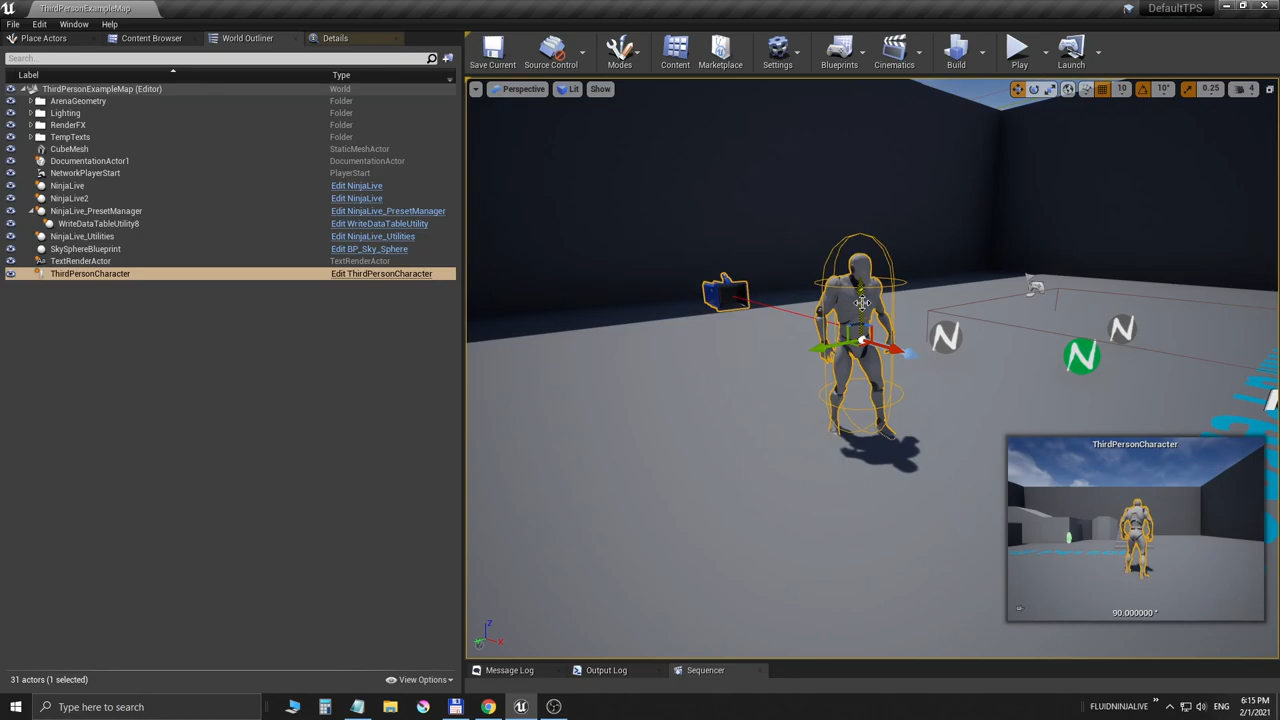 ThirdPersonExampleMap
DefaultTPS
File Edit Window Help
Place Actors Content Browser World Outliner Details
Search...
Label Type
ThirdPersonExampleMap (Editor) World
ArenaGeometry Folder
Lighting Folder
RenderFX Folder
TempTexts Folder
CubeMesh StaticMeshActor
DocumentationActor1 DocumentationActor
NetworkPlayerStart PlayerStart
NinjaLive Edit NinjaLive
NinjaLive2 Edit NinjaLive
NinjaLive_PresetManager Edit NinjaLive_PresetManager
WriteDataTableUtility8 Edit WriteDataTableUtility
NinjaLive_Utilities Edit NinjaLive_Utilities
SkySphereBlueprint Edit BP_Sky_Sphere
TextRenderActor TextRenderActor
ThirdPersonCharacter Edit ThirdPersonCharacter
31 actors (1 selected) View Options
Save Current Source Control Modes Content Marketplace Settings Blueprints Cinematics Build Play Launch
Perspective Lit Show 10 10° 0.25 4
ThirdPersonCharacter
90.000000 °
Z
X
Message Log Output Log Sequencer
Type here to search
FLUIDNINJALIVE ENG
6:15 PM
2/1/2021